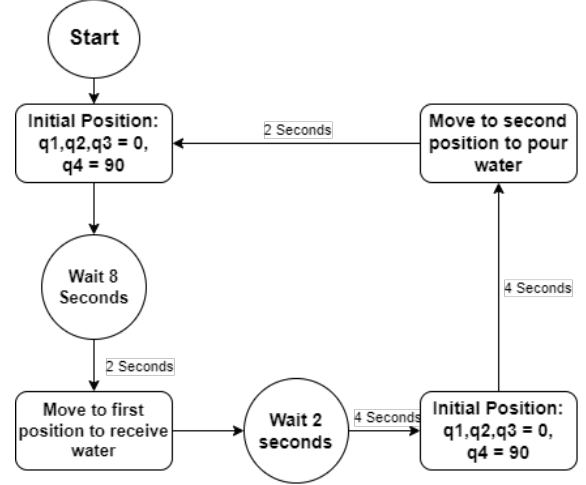 Start
Initial Position:
q1,q2,q3 = 0,
q4 = 90
2 Seconds
Move to second
position to pour
water
Wait 8
Seconds
4 Seconds
2 Seconds
Move to first
position to receive
water
Wait 2
seconds
4 Seconds
Initial Position:
q1,q2,q3 = 0,
q4 = 90